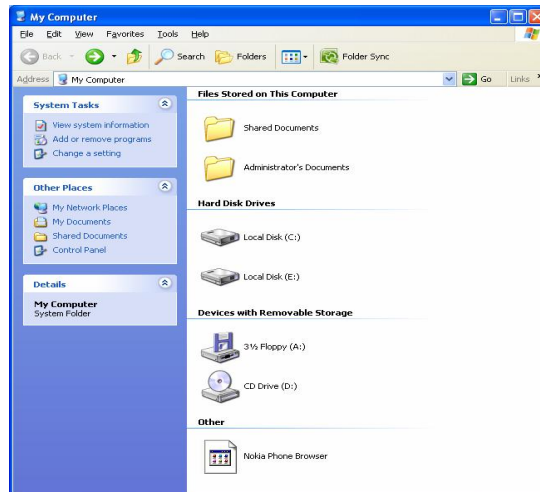 My Computer
File Edit View Favorites Tools Help
Back Search Folders Folder Sync
Address My Computer Go Links »
System Tasks
View system information
Add or remove programs
Change a setting
Other Places
My Network Places
My Documents
Shared Documents
Control Panel
Details
My Computer
System Folder
Files Stored on This Computer
Shared Documents
Administrator's Documents
Hard Disk Drives
Local Disk (C:)
Local Disk (E:)
Devices with Removable Storage
3½ Floppy (A:)
CD Drive (D:)
Other
Nokia Phone Browser